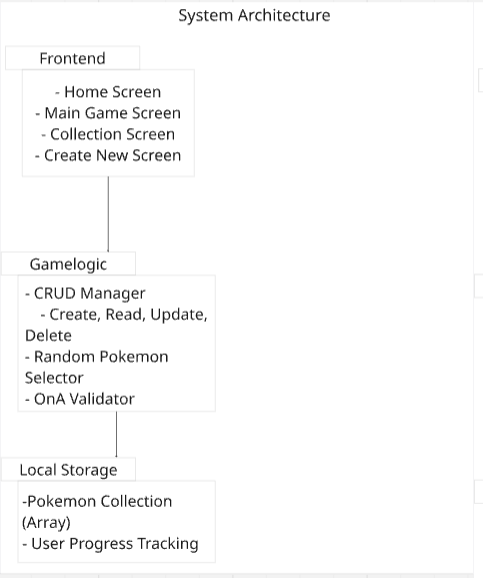 System Architecture
Frontend
- Home Screen
- Main Game Screen
- Collection Screen
- Create New Screen
Gamelogic
- CRUD Manager
- Create, Read, Update,
Delete
- Random Pokemon
Selector
- OnA Validator
Local Storage
-Pokemon Collection
(Array)
- User Progress Tracking